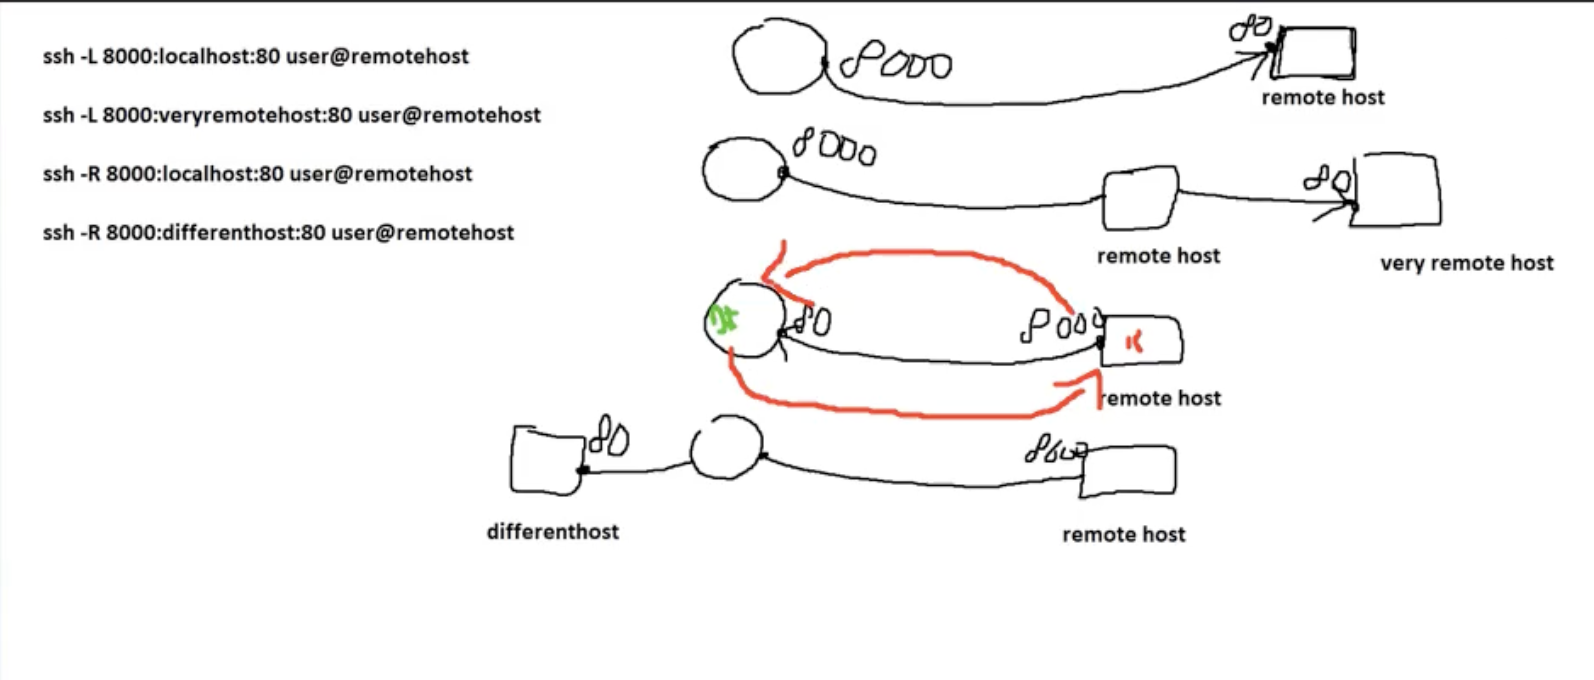 ssh -L 8000:localhost:80 user@remotehost
ssh -L 8000:veryremotehost:80 user@remotehost
ssh -R 8000:localhost:80 user@remotehost
ssh -R 8000:differenthost:80 user@remotehost
8000
80
remote host
8000
80
remote host
very remote host
80
8000
remote host
80
8000
differenthost
remote host